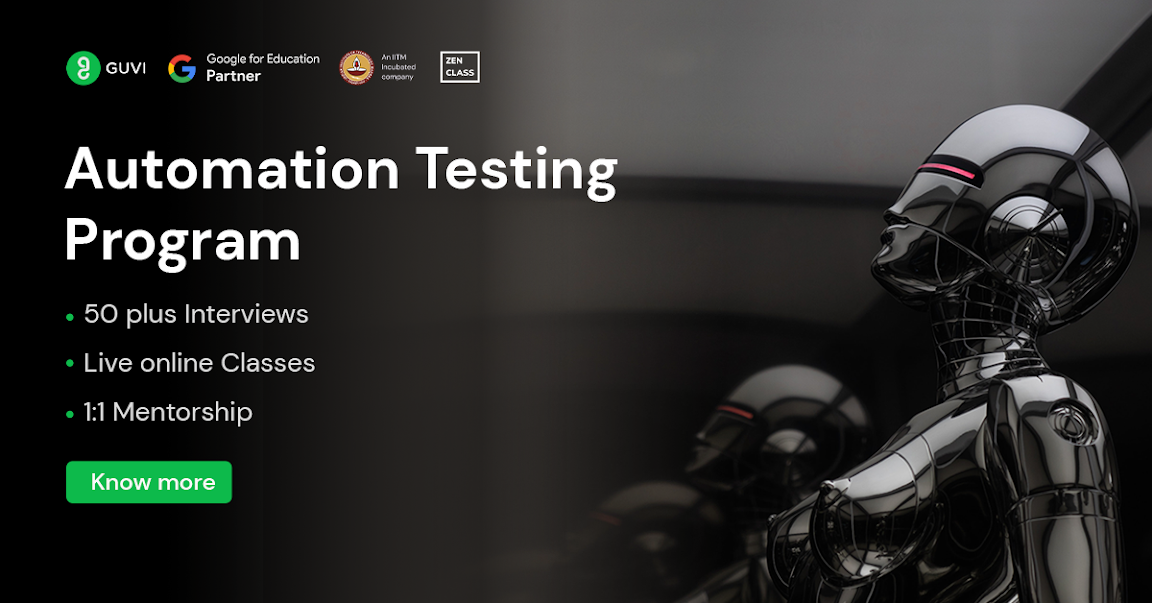 GUVI
Google for Education
Partner
An IITM
Incubated
company
ZEN
CLASS
Automation Testing
Program
50 plus Interviews
Live online Classes
1:1 Mentorship
Know more